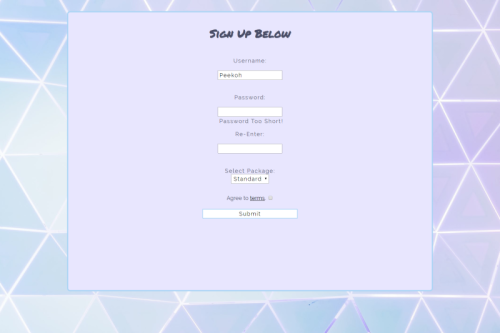 Sign Up Below
Username:
Peekoh
Password:
Password Too Short!
Re-Enter:
Select Package:
Standard
Agree to terms.
Submit